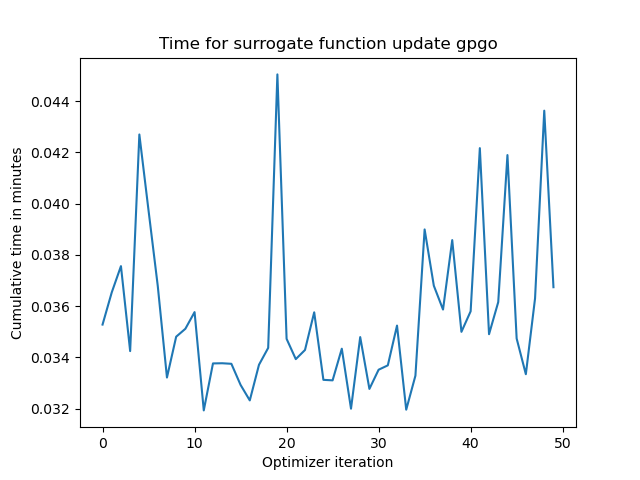 Time for surrogate function update gpgo
Cumulative time in minutes
0.044
0.042
0.040
0.038
0.036
0.034
0.032
0 10 20 30 40 50
Optimizer iteration